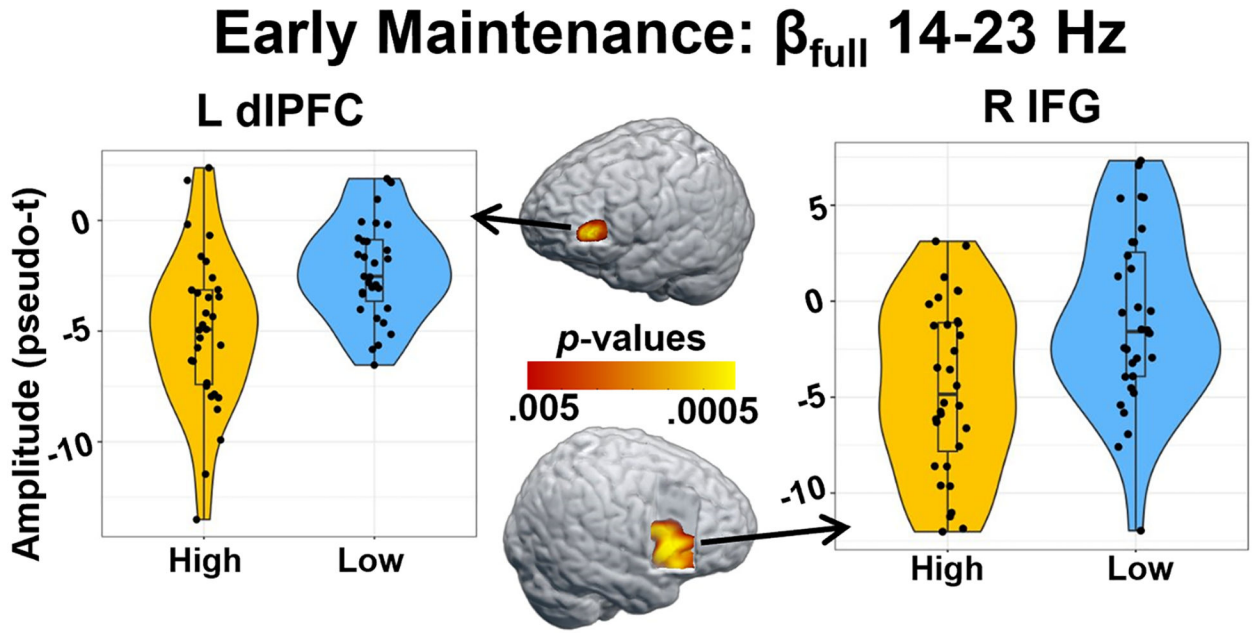 Early Maintenance: βfull 14-23 Hz
L dlPFC
R IFG
Amplitude (pseudo-t)
0
-5
-10
High
Low
p-values
.005
.0005
5
0
-5
-10
High
Low